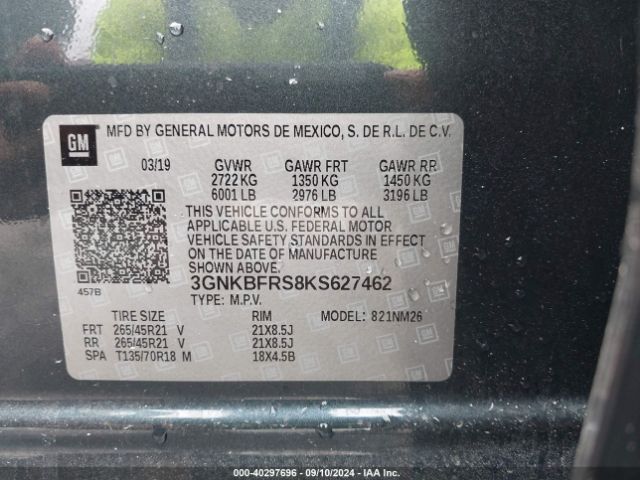 GM
MFD BY GENERAL MOTORS DE MEXICO, S. DE R.L. DE C.V.
03/19 GVWR GAWR FRT GAWR RR
2722 KG 1350 KG 1450 KG
6001 LB 2976 LB 3196 LB
THIS VEHICLE CONFORMS TO ALL
APPLICABLE U.S. FEDERAL MOTOR
VEHICLE SAFETY STANDARDS IN EFFECT
ON THE DATE OF MANUFACTURE
SHOWN ABOVE.
457B
3GNKBFRS8KS627462
TYPE: M.P.V.
TIRE SIZE RIM MODEL: 821NM26
FRT 265/45R21 V 21X8.5J
RR 265/45R21 V 21X8.5J
SPA T135/70R18 M 18X4.5B
000-40297696 - 09/10/2024 - IAA Inc.